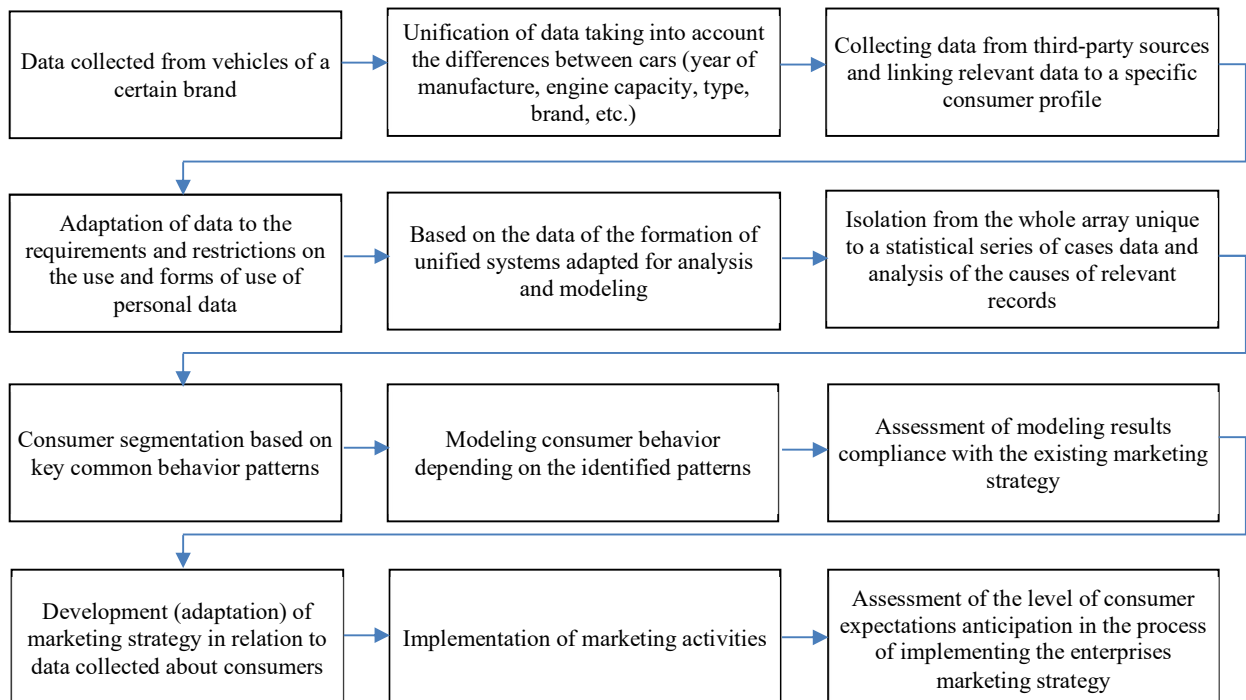 Data collected from vehicles of a
certain brand
Unification of data taking into account
the differences between cars (year of
manufacture, engine capacity, type,
brand, etc.)
Collecting data from third-party sources
and linking relevant data to a specific
consumer profile
Adaptation of data to the
requirements and restrictions on
the use and forms of use of
personal data
Based on the data of the formation of
unified systems adapted for analysis
and modeling
Isolation from the whole array unique
to a statistical series of cases data and
analysis of the causes of relevant
records
Consumer segmentation based on
key common behavior patterns
Modeling consumer behavior
depending on the identified patterns
Assessment of modeling results
compliance with the existing marketing
strategy
Development (adaptation) of
marketing strategy in relation to
data collected about consumers
Implementation of marketing activities
Assessment of the level of consumer
expectations anticipation in the process
of implementing the enterprises
marketing strategy